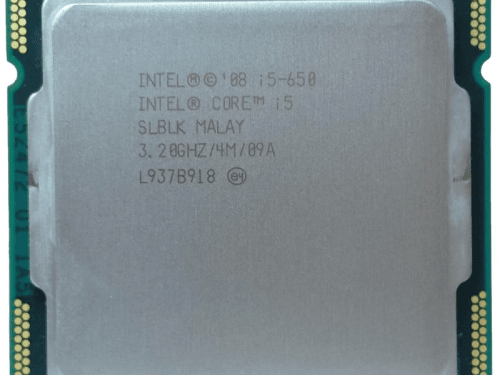 INTEL® © '08 i5-650
INTEL® CORE™ i5
SLBLK MALAY
3.20GHZ/4M/09A
L937B918 e4